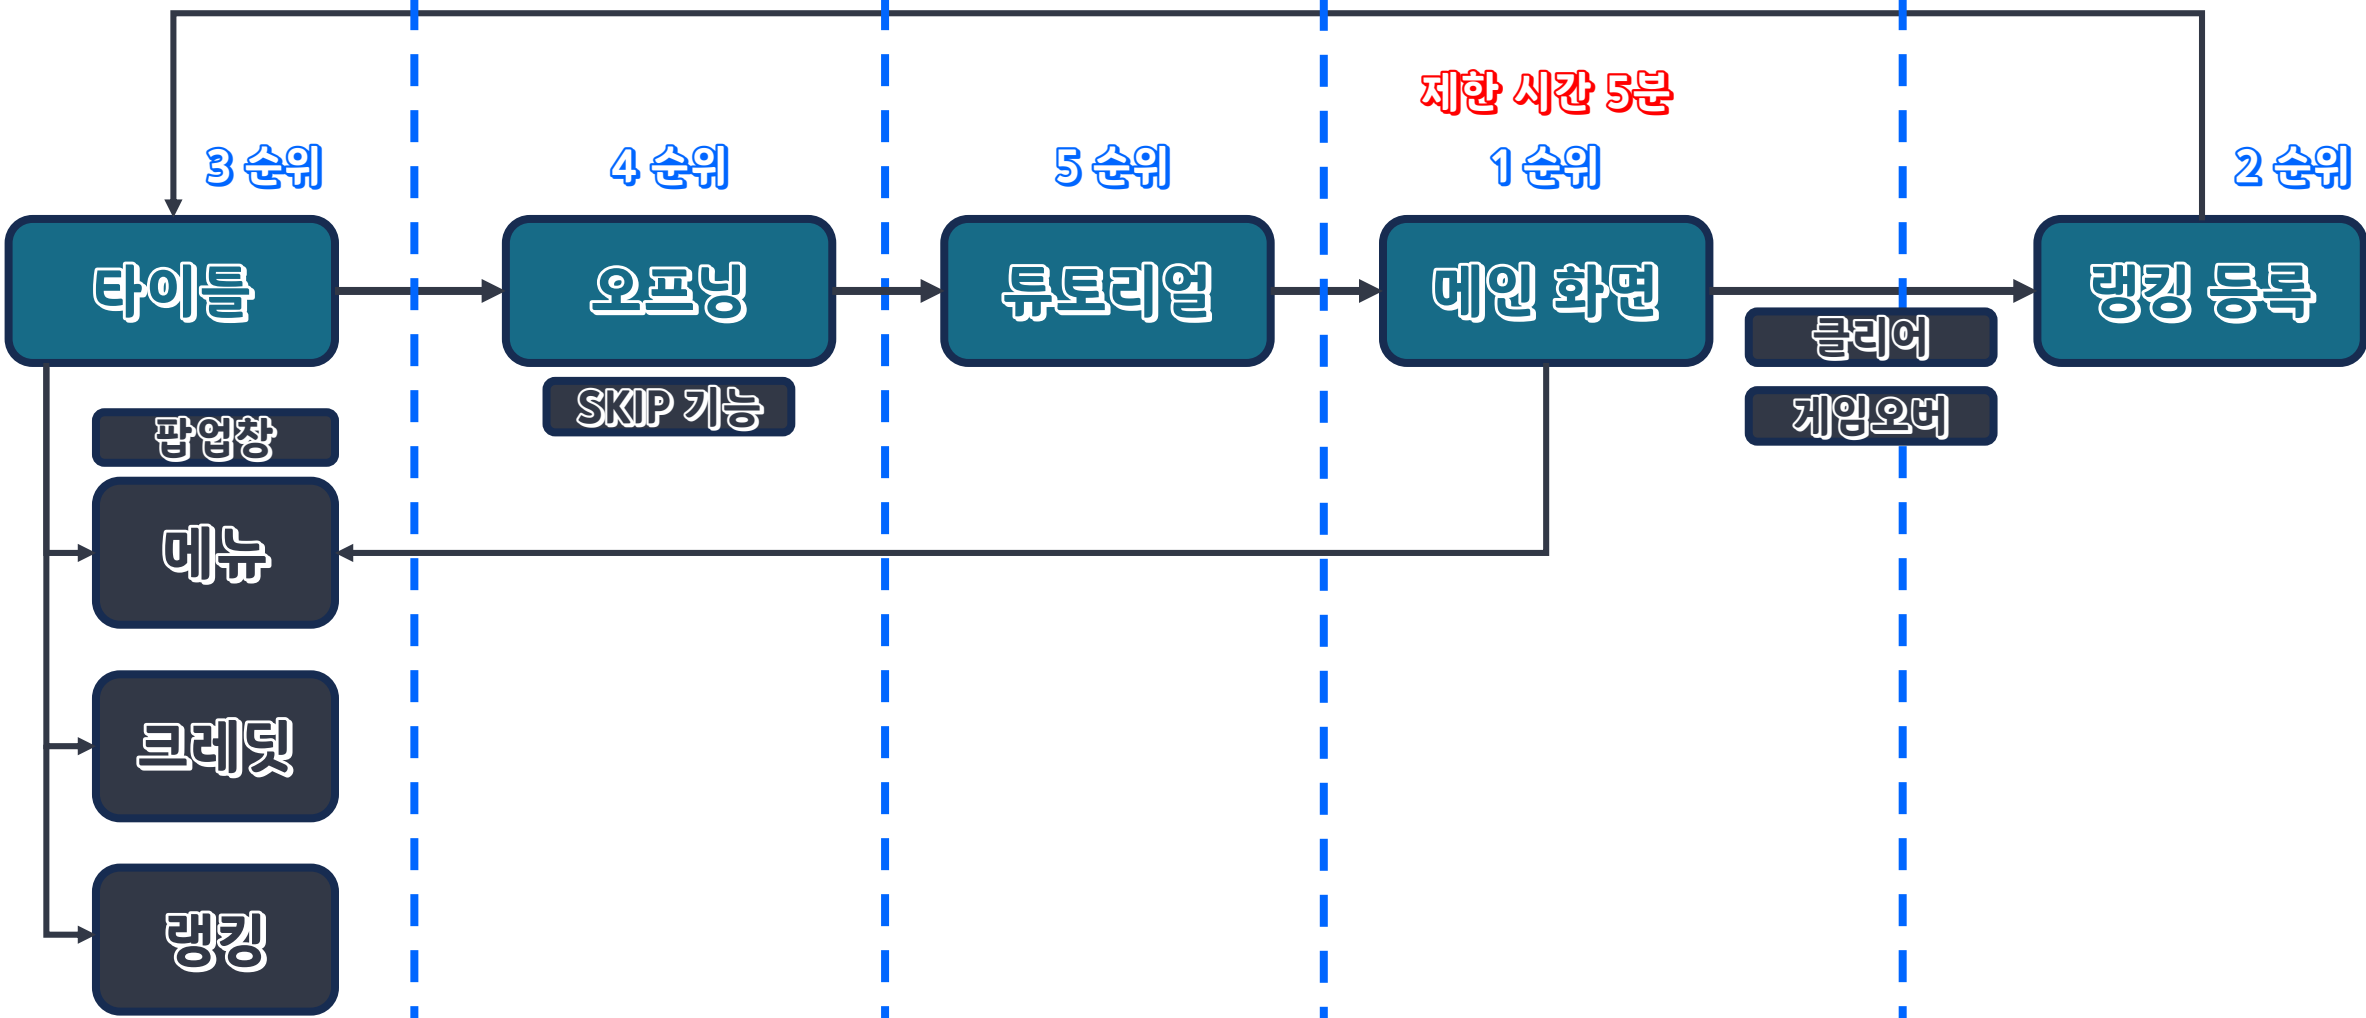 제한 시간 5분
3 순위
4 순위
5 순위
1 순위
2 순위
타이틀
오프닝
튜토리얼
메인 화면
랭킹 등록
클리어
SKIP 기능
게임오버
팝업창
메뉴
크레딧
랭킹